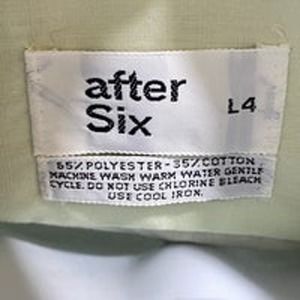 after
Six
L4
65% POLYESTER - 35% COTTON
MACHINE WASH WARM WATER GENTLE
CYCLE. DO NOT USE CHLORINE BLEACH
USE COOL IRON.